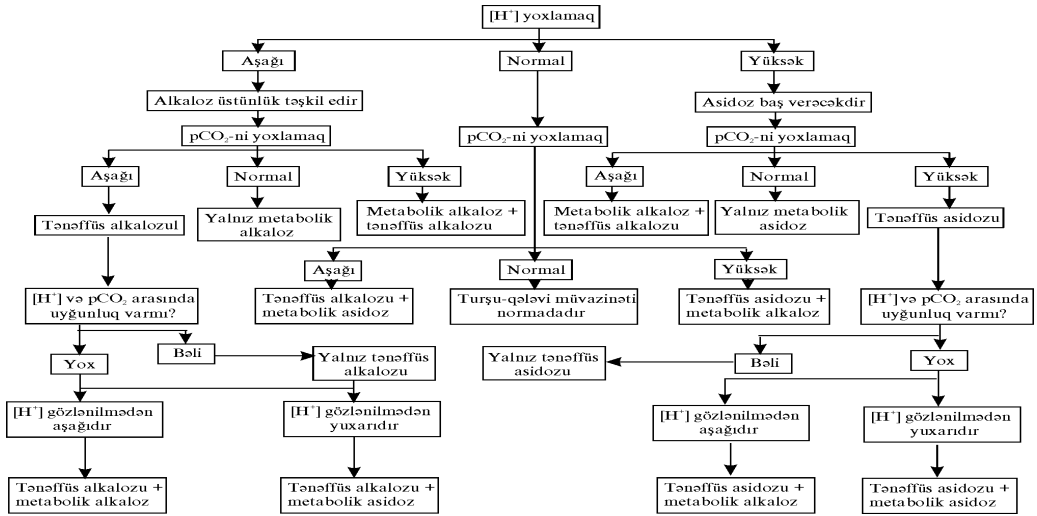 [H⁺] yoxlamaq
Aşağı
Normal
Yüksək
Alkaloz üstünlük təşkil edir
Asidoz baş verəcəkdir
pCO₂-ni yoxlamaq
pCO₂-ni yoxlamaq
pCO₂-ni yoxlamaq
Aşağı
Normal
Yüksək
Aşağı
Normal
Yüksək
Tənəffüs alkalozul
Yalnız metabolik
alkaloz
Metabolik alkaloz +
tənəffüs alkalozu
Metabolik alkaloz +
tənəffüs alkalozu
Yalnız metabolik
asidoz
Tənəffüs asidozu
Aşağı
Normal
Yüksək
[H⁺] və pCO₂ arasında
uyğunluq varmı?
Tənəffüs alkalozu +
metabolik asidoz
Turşu-qələvi müvazinəti
normadadır
Tənəffüs asidozu +
metabolik alkaloz
[H⁺] və pCO₂ arasında
uyğunluq varmı?
Yox
Bəli
Yalnız tənəffüs
alkalozu
Yalnız tənəffüs
asidozu
Bəli
Yox
[H⁺] gözlənilmədən
aşağıdır
[H⁺] gözlənilmədən
yuxarıdır
[H⁺] gözlənilmədən
aşağıdır
[H⁺] gözlənilmədən
yuxarıdır
Tənəffüs alkalozu +
metabolik alkaloz
Tənəffüs alkalozu +
metabolik asidoz
Tənəffüs asidozu +
metabolik alkaloz
Tənəffüs asidozu +
metabolik asidoz